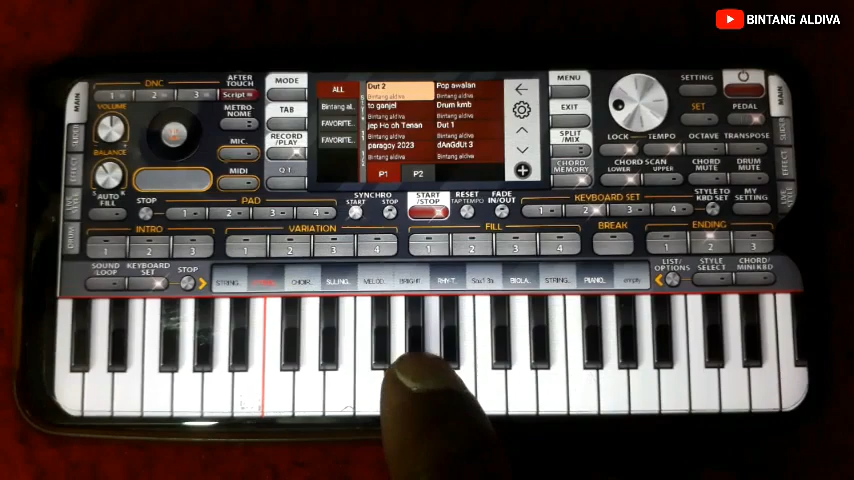 BINTANG ALDIVA
DNC
1 2 3
AFTER TOUCH
Script
VOLUME
METRO-NOME
BALANCE
MIC.
MIDI
AUTO FILL
MAIN
EFFECT
DRUM
MODE
TAB
RECORD /PLAY
ALL
Bintang al..
FAVORITE..
FAVORITE..
Dut 2
Bintang aldiva
to ganjel
Bintang aldiva
jep Ho oh Tenan
Bintang aldiva
paragoy 2023
Bintang aldiva
Pop awalan
Bintang aldiva
Drum kmb
Bintang aldiva
Dut 1
Bintang aldiva
dAnGdUt 3
Bintang aldiva
P1 P2
MENU
EXIT
SPLIT /MIX
CHORD MEMORY
SETTING
SET
PEDAL
LOCK TEMPO OCTAVE TRANSPOSE
CHORD SCAN
LOWER UPPER
CHORD MUTE
DRUM MUTE
MAIN
EFFECT
STOP
PAD
1 2 3 4
SYNCHRO
START STOP
START /STOP
RESET
TAP TEMPO
FADE IN/OUT
KEYBOARD SET
1 2 3 4
STYLE TO KBD SET
MY SETTING
INTRO
1 2 3
VARIATION
1 2 3 4
FILL
1 2 3 4
BREAK
ENDING
1 2 3
SOUND /LOOP
KEYBOARD SET
STOP
STRING..
CHOIR..
MELOD..
BRIGHT
STRING..
PIANO..
empty
LIST/ OPTIONS
STYLE SELECT
CHORD/ MINI KBD